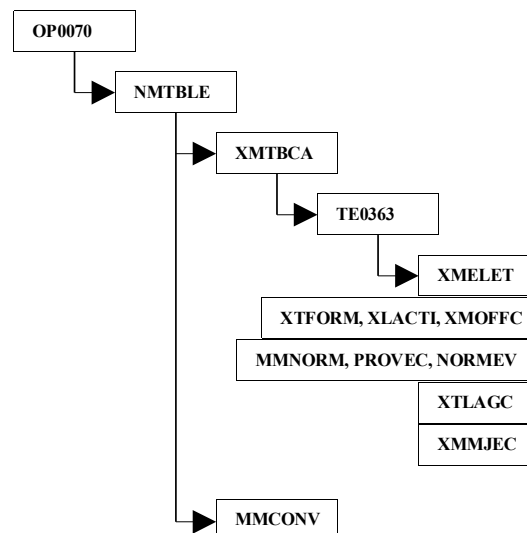 OP0070
NMTBLE
XMTBCA
TE0363
XMELET
XTFORM, XLACTI, XMOFFC
MMNORM, PROVEC, NORMEV
XTLAGC
XMMJEC
MMCONV